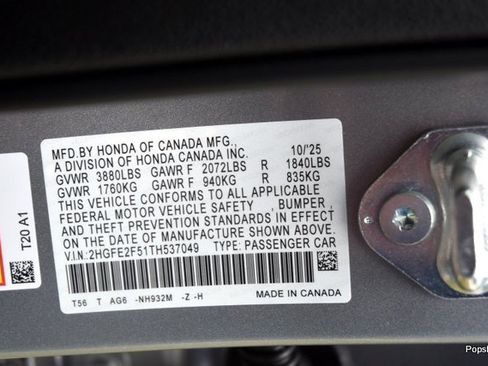 MFD.BY HONDA OF CANADA MFG., 10/'25
A DIVISION OF HONDA CANADA INC.
GVWR 3880LBS GAWR F 2072LBS R 1840LBS
GVWR 1760KG GAWR F 940KG R 835KG
THIS VEHICLE CONFORMS TO ALL APPLICABLE
FEDERAL MOTOR VEHICLE SAFETY , BUMPER ,
AND THEFT PREVENTION STANDARDS IN EFFECT
ON THE DATE OF MANUFACTURE SHOWN ABOVE.
V.I.N: 2HGFE2F51TH537049 TYPE: PASSENGER CAR
T56 T AG6 -NH932M -Z -H MADE IN CANADA
T20 A1